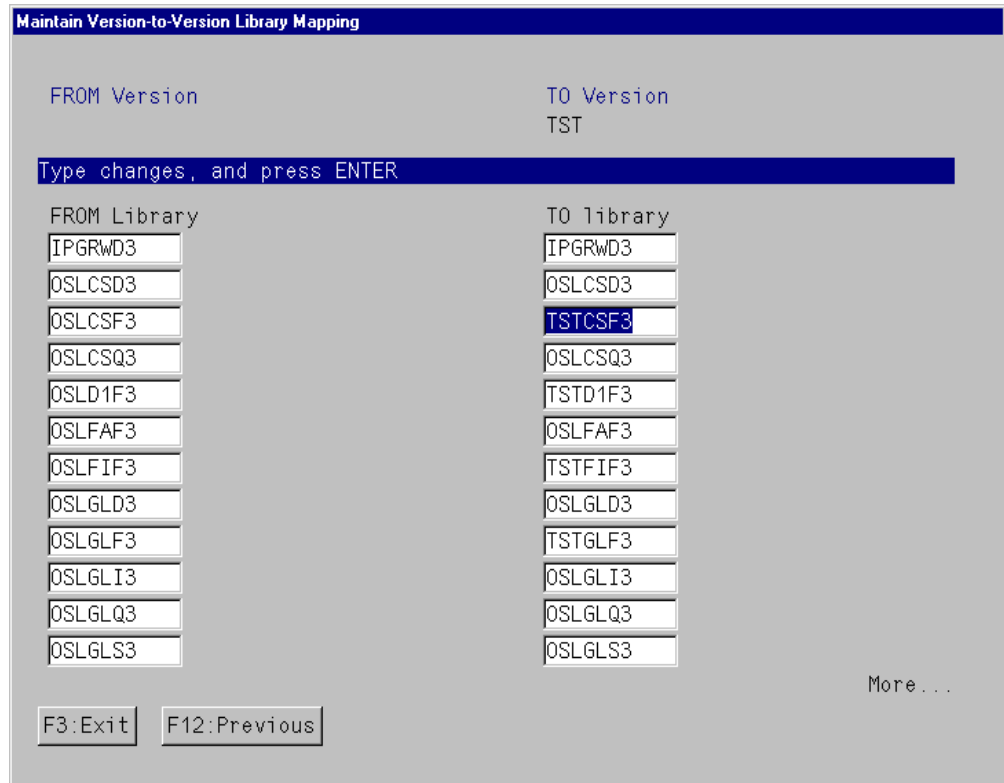 Maintain Version-to-Version Library Mapping
FROM Version TO Version
TST
Type changes, and press ENTER
FROM Library TO library
IPGRWD3 IPGRWD3
OSLCSD3 OSLCSD3
OSLCSF3 TSTCSF3
OSLCSQ3 OSLCSQ3
OSLD1F3 TSTD1F3
OSLFAF3 OSLFAF3
OSLFIF3 TSTFIF3
OSLGLD3 OSLGLD3
OSLGLF3 TSTGLF3
OSLGLI3 OSLGLI3
OSLGLQ3 OSLGLQ3
OSLGLS3 OSLGLS3
More...
F3:Exit F12:Previous